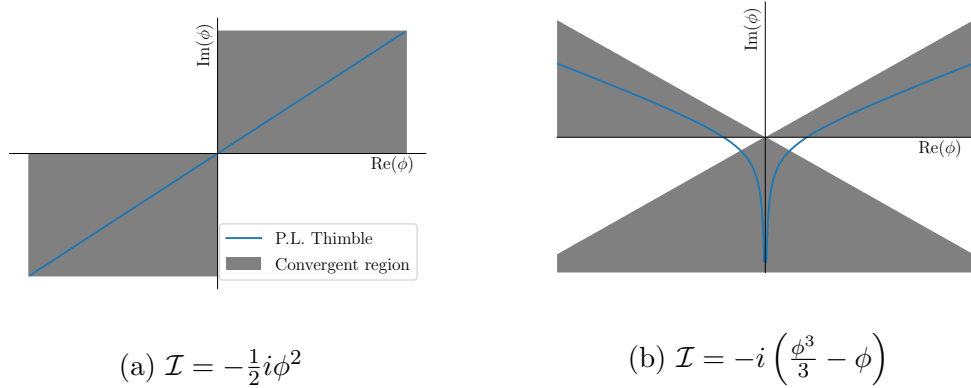 Im(ϕ)
Re(ϕ)
P.L. Thimble
Convergent region
(a) 𝓘 = −½iϕ²
Im(ϕ)
Re(ϕ)
(b) 𝓘 = −i (ϕ³/3 − ϕ)